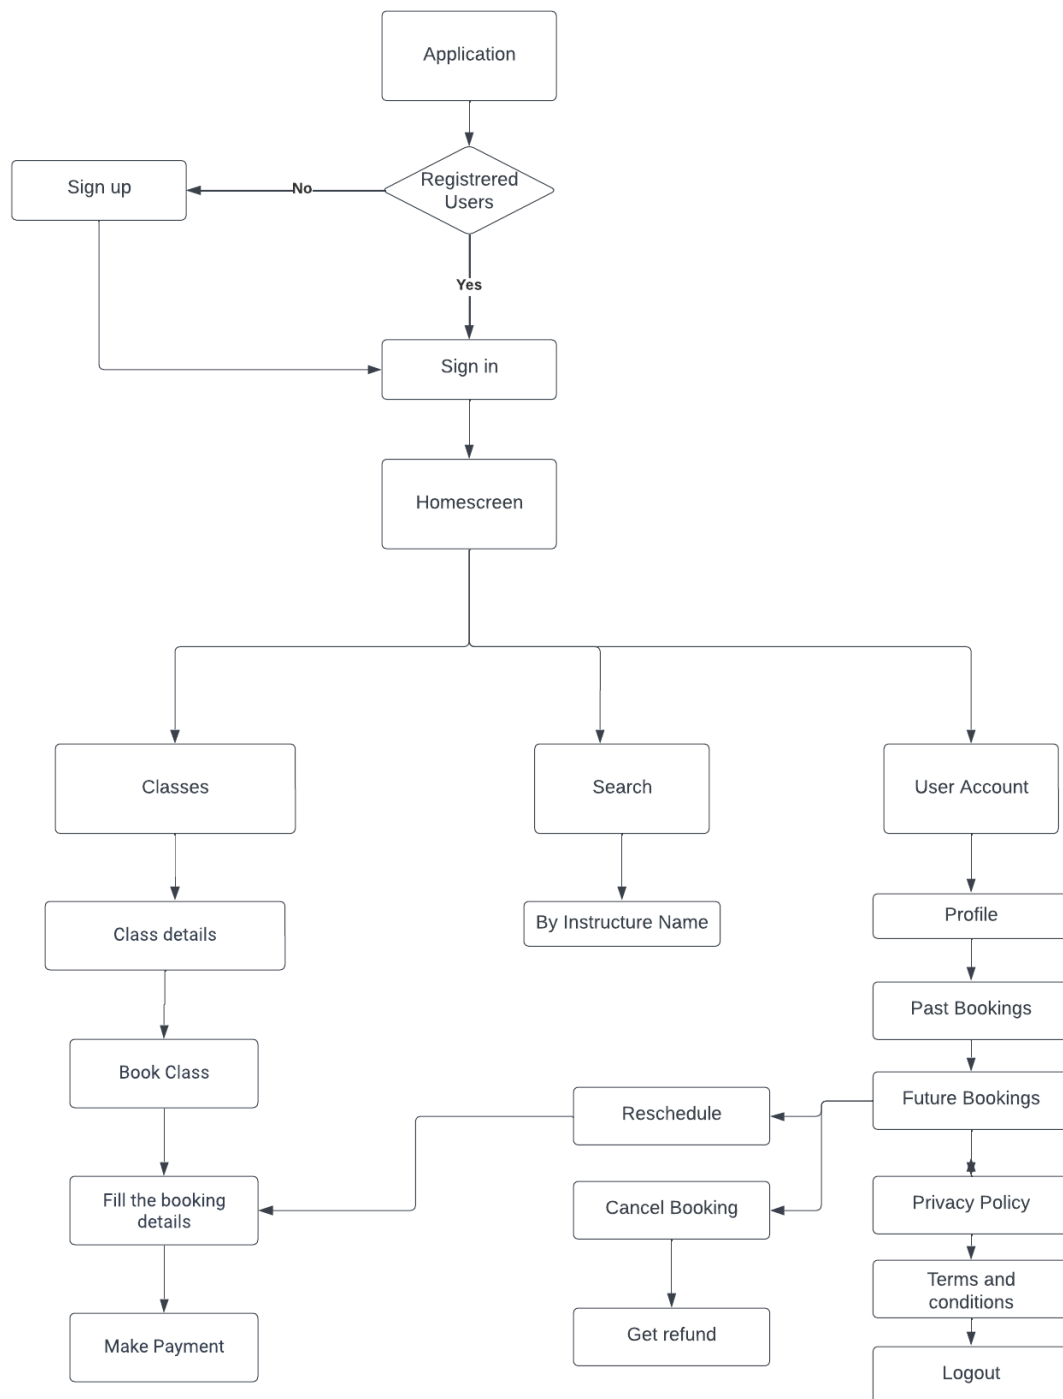 Application
Registrered
Users
No
Sign up
Yes
Sign in
Homescreen
Classes
Search
User Account
Class details
By Instructure Name
Profile
Past Bookings
Book Class
Reschedule
Future Bookings
Fill the booking
details
Cancel Booking
Privacy Policy
Terms and
conditions
Make Payment
Get refund
Logout